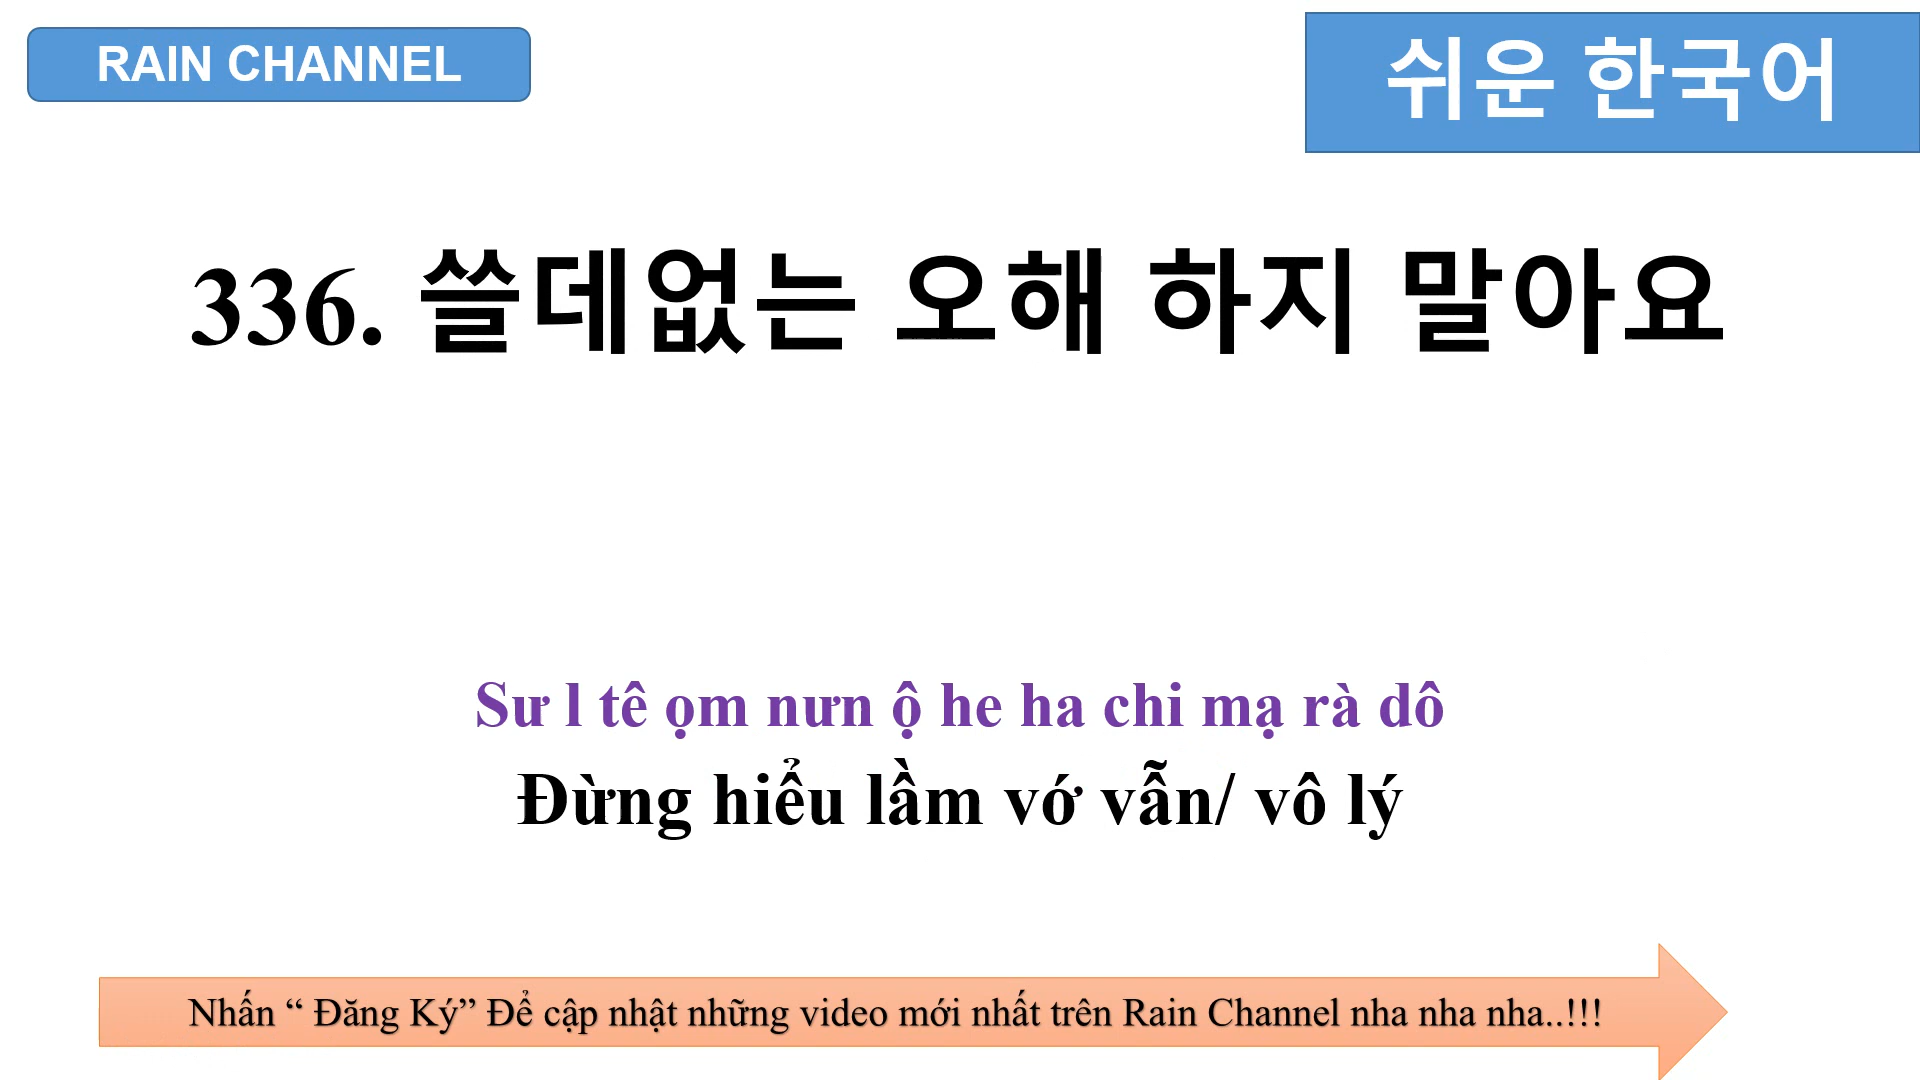 RAIN CHANNEL
쉬운 한국어
336. 쓸데없는 오해 하지 말아요
Sư l tê ọm nưn ộ he ha chi mạ rà dô
Đừng hiểu lầm vớ vẫn/ vô lý
Nhấn “ Đăng Ký” Để cập nhật những video mới nhất trên Rain Channel nha nha nha..!!!